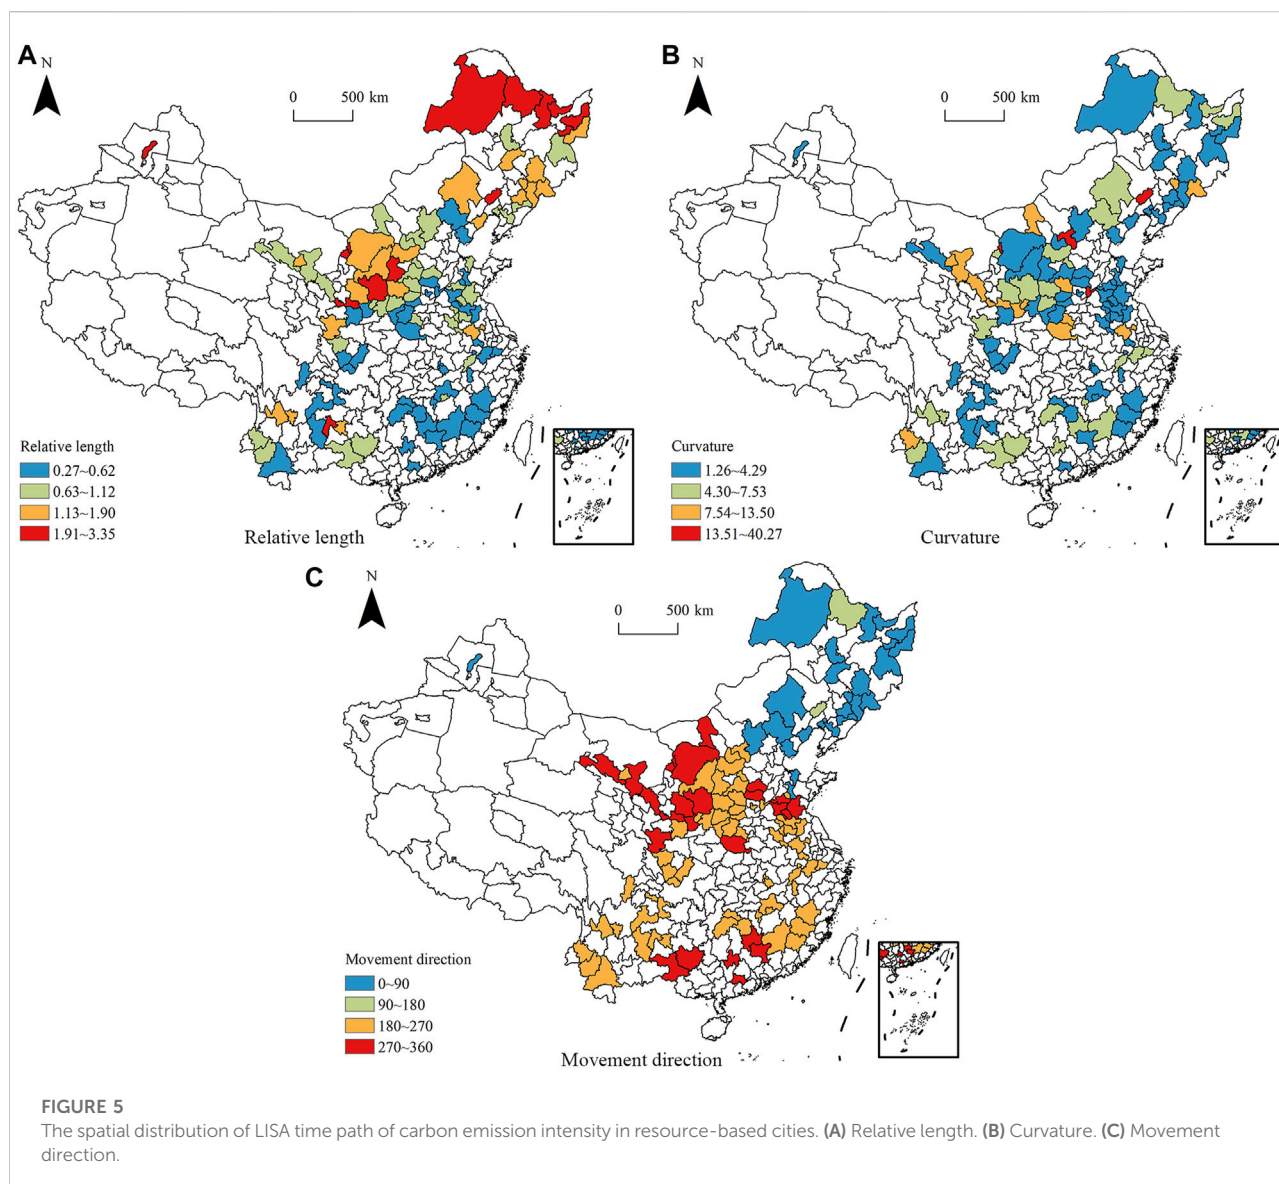 A
N
0 500 km
Relative length
0.27~0.62
0.63~1.12
1.13~1.90
1.91~3.35
Relative length
B
N
0 500 km
Curvature
1.26~4.29
4.30~7.53
7.54~13.50
13.51~40.27
Curvature
C
N
0 500 km
Movement direction
0~90
90~180
180~270
270~360
Movement direction
FIGURE 5
The spatial distribution of LISA time path of carbon emission intensity in resource-based cities. (A) Relative length. (B) Curvature. (C) Movement
direction.